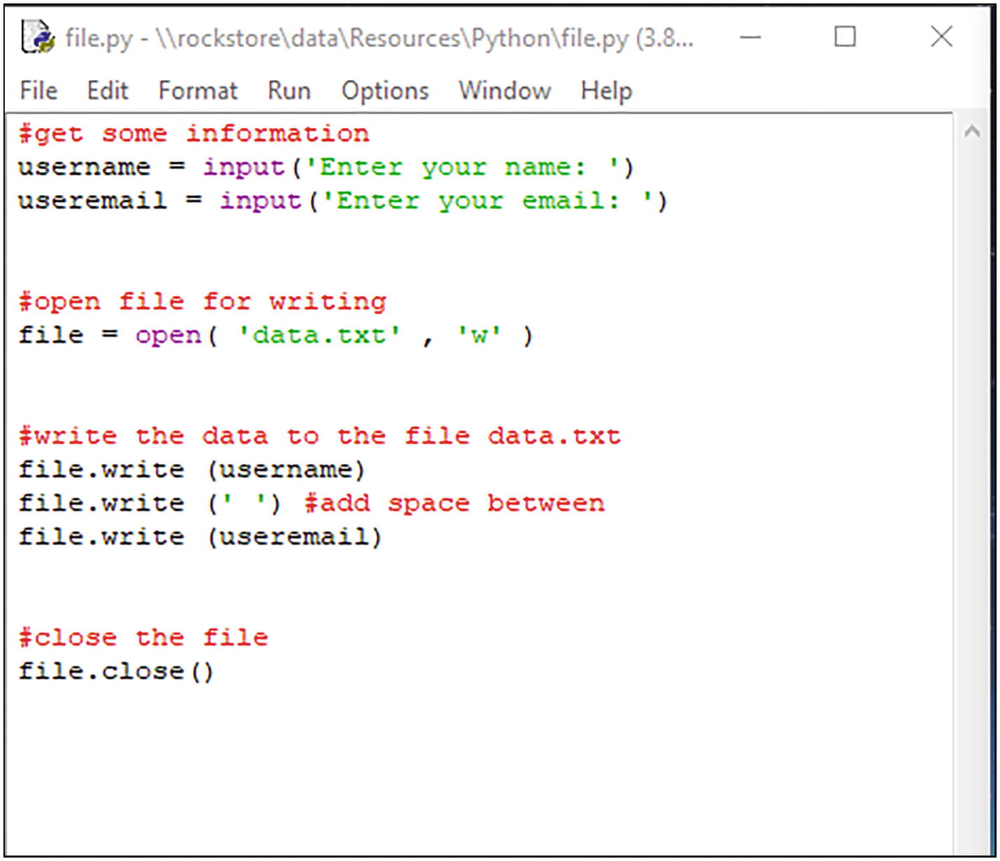 file.py - \\rockstore\data\Resources\Python\file.py (3.8...
File Edit Format Run Options Window Help
#get some information
username = input('Enter your name: ')
useremail = input('Enter your email: ')
#open file for writing
file = open( 'data.txt' , 'w' )
#write the data to the file data.txt
file.write (username)
file.write (' ') #add space between
file.write (useremail)
#close the file
file.close()